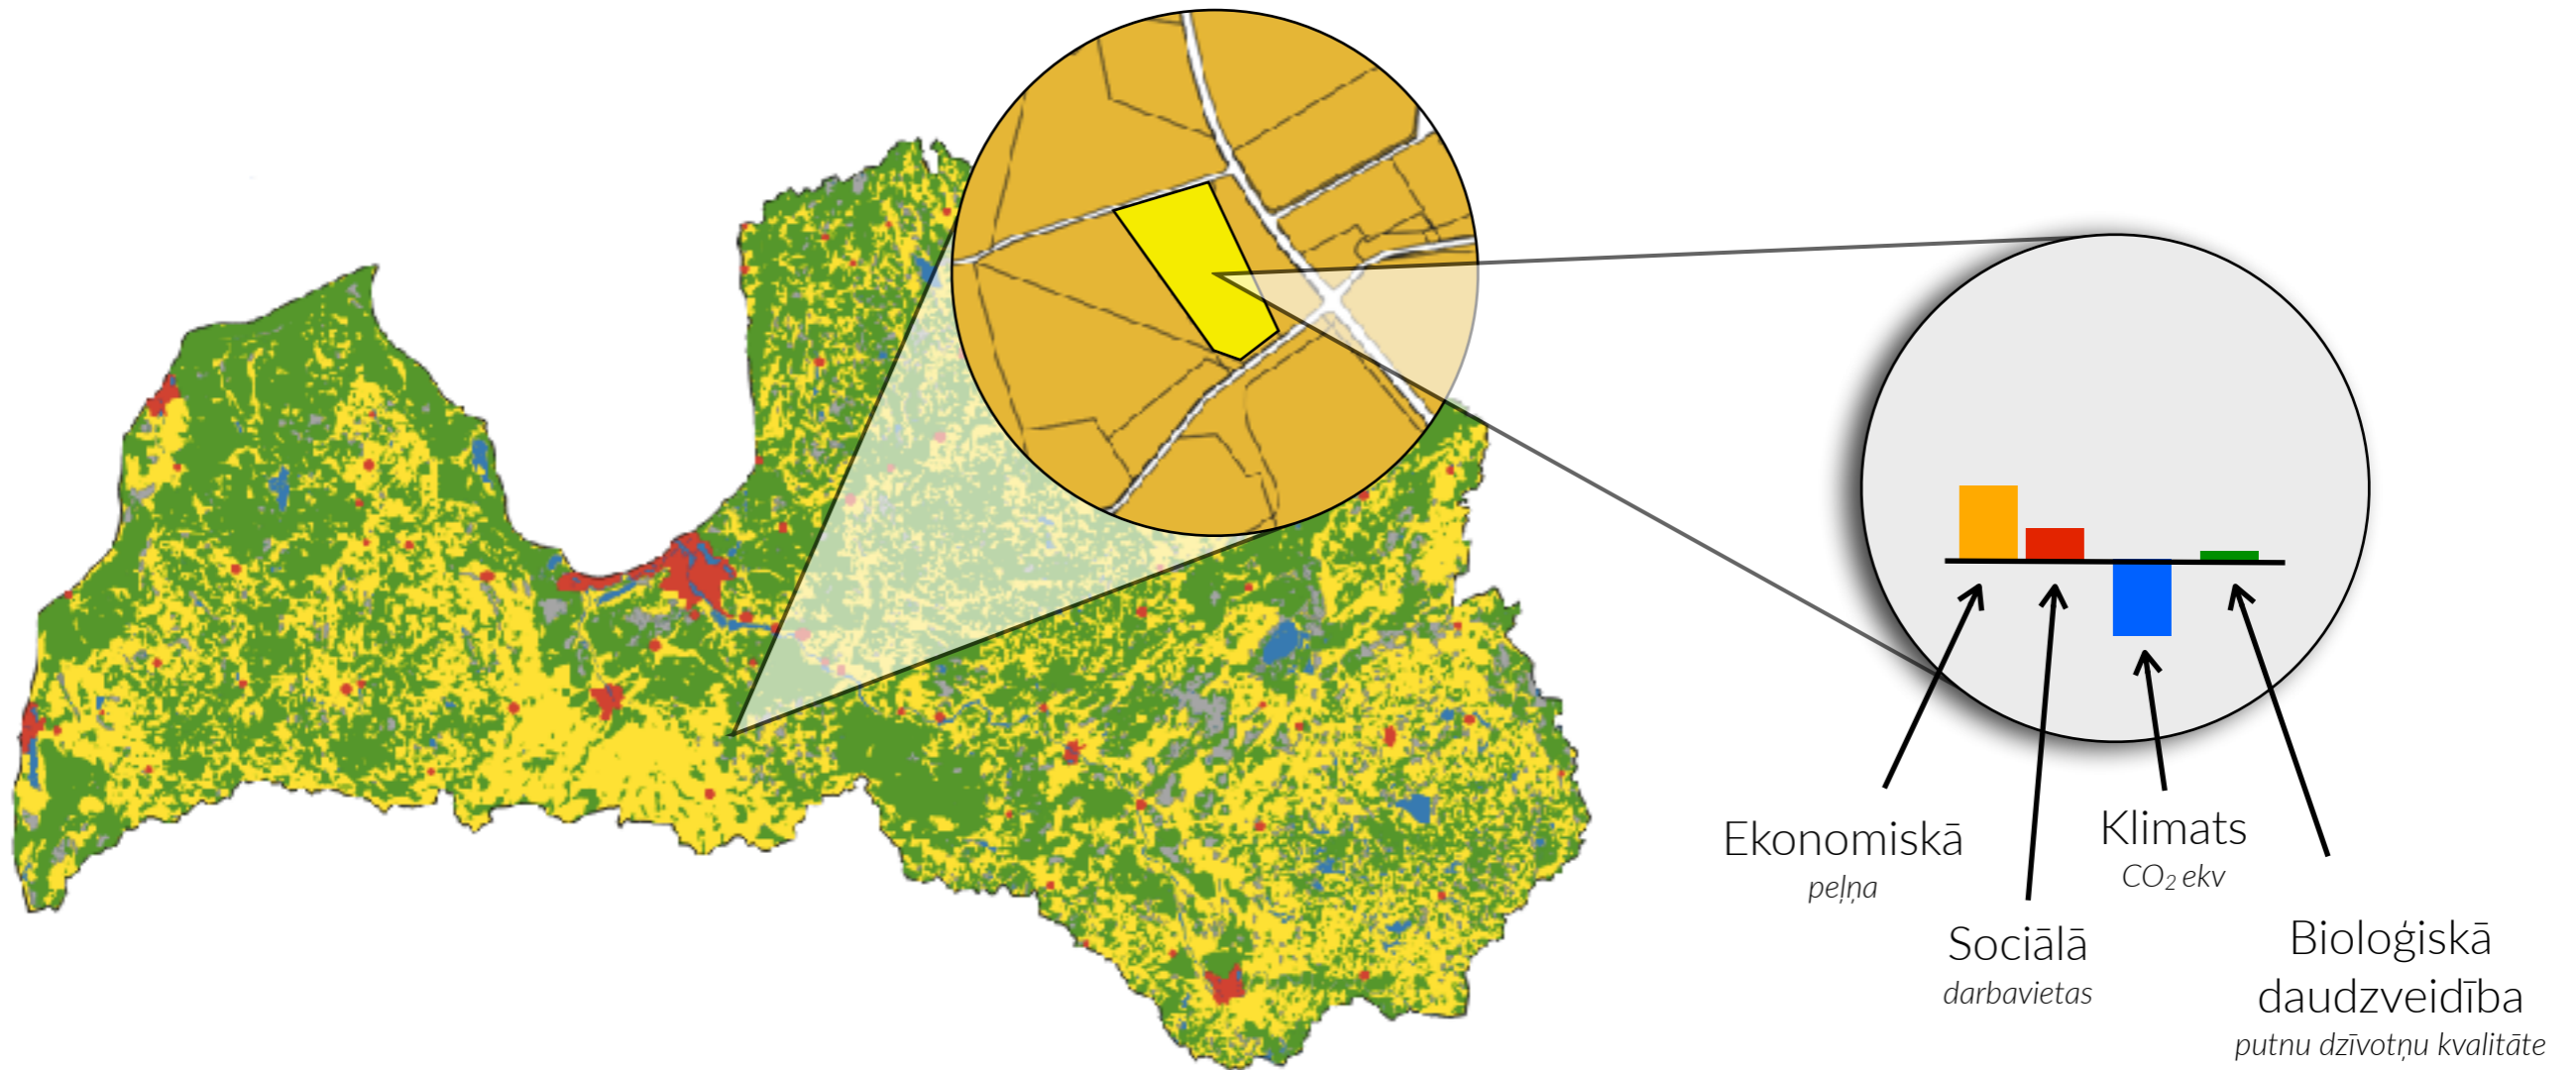 Ekonomiskā
peļņa
Sociālā
darbavietas
Klimats
CO₂ ekv
Bioloģiskā
daudzveidība
putnu dzīvotņu kvalitāte